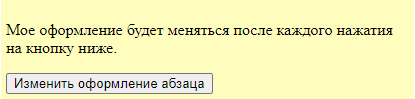 Мое оформление будет меняться после каждого нажатия
на кнопку ниже.
Изменить оформление абзаца